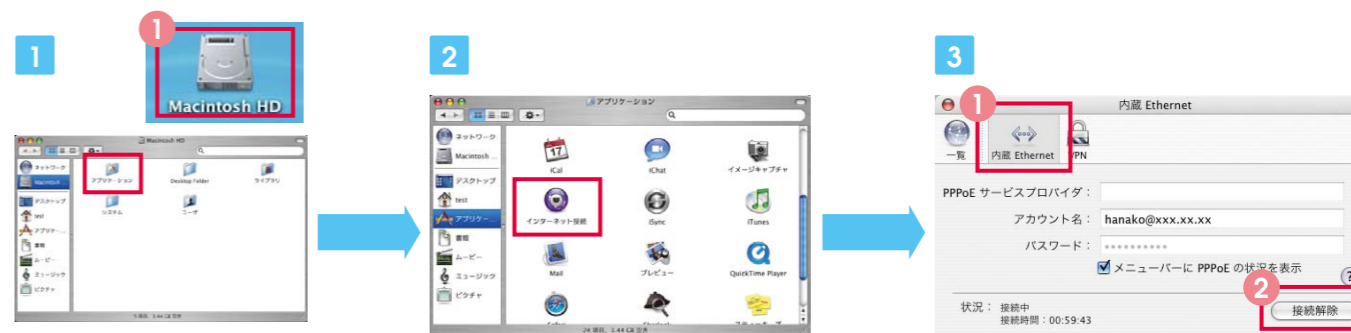 1
1
Macintosh HD
Macintosh HD
ネットワーク
Macintosh...
デスクトップ
test
アプリケー...
書類
ムービー
ミュージック
ピクチャ
アプリケーション
Desktop Folder
ライブラリ
システム
ユーザ
2
アプリケーション
ネットワーク
Macintosh ...
デスクトップ
test
アプリケー...
書類
ムービー
ミュージック
ピクチャ
17
iCal
iChat
イメージキャプチャ
インターネット接続
iSync
iTunes
Mail
プレビュー
QuickTime Player
3
1
内蔵 Ethernet
一覧
内蔵 Ethernet
VPN
PPPoE サービスプロバイダ：
アカウント名： hanako@xxx.xx.xx
パスワード： ••••••••••
メニューバーに PPPoE の状況を表示
?
2
状況： 接続中
接続時間：00:59:43
接続解除